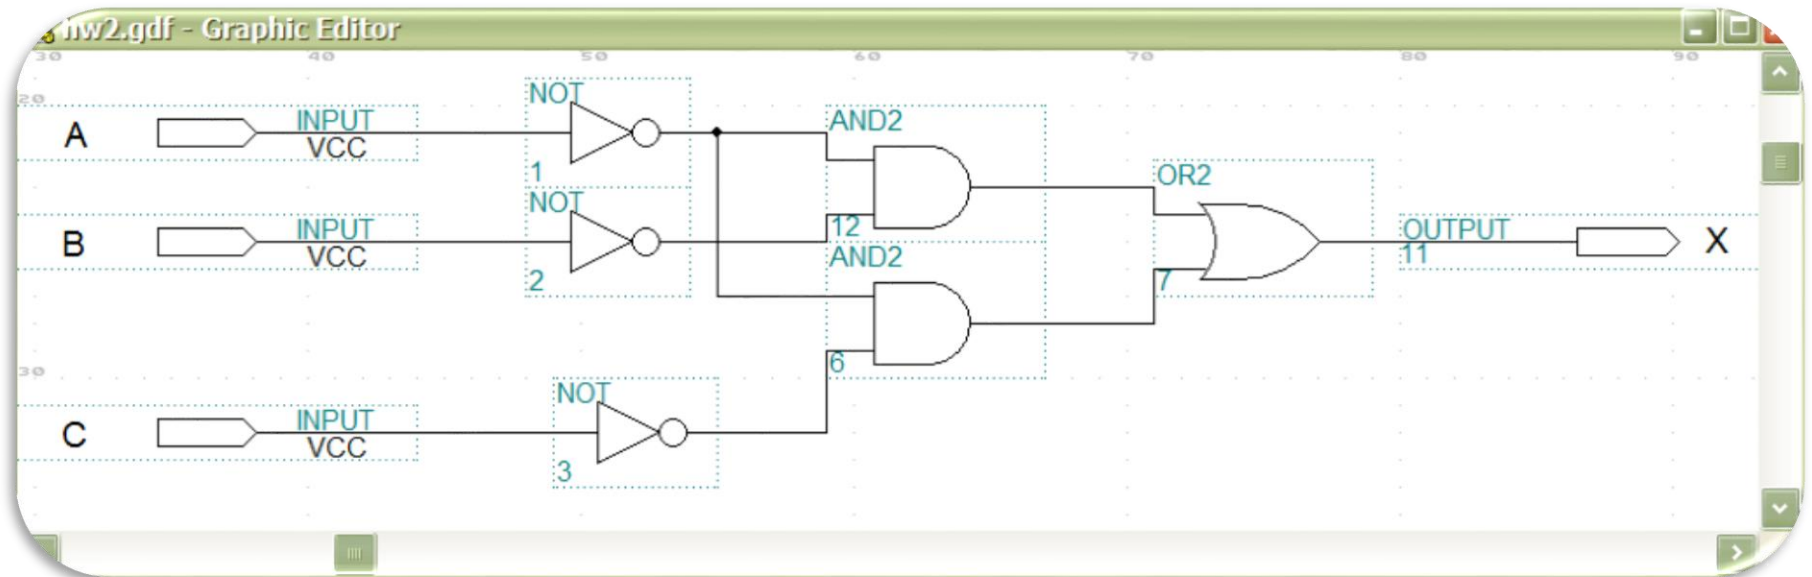 hw2.gdf - Graphic Editor
30 40 50 60 70 80 90
20
NOT
A INPUT AND2
VCC
1 OR2
NOT
B INPUT 12 OUTPUT X
VCC AND2 11
2 7
6
30
NOT
C INPUT
VCC
3